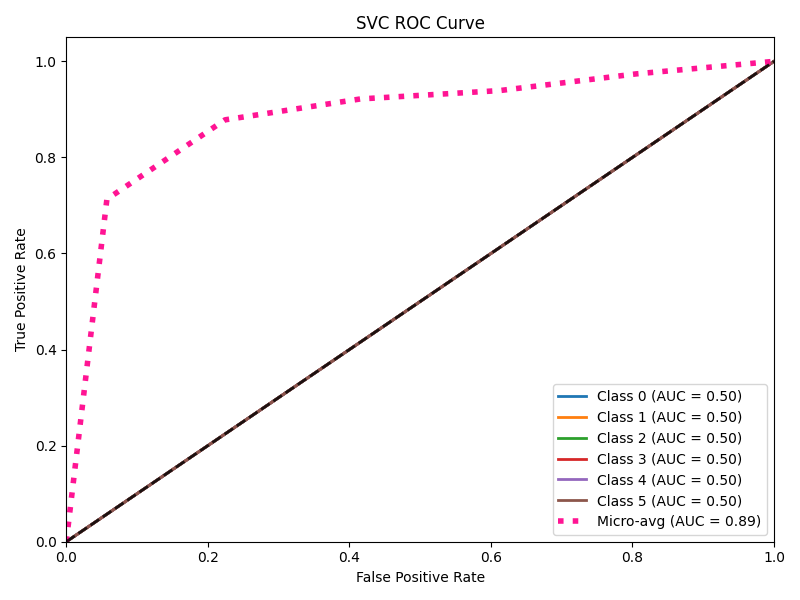 SVC ROC Curve
True Positive Rate
1.0
0.8
0.6
0.4
0.2
0.0
0.0 0.2 0.4 0.6 0.8 1.0
False Positive Rate
Class 0 (AUC = 0.50)
Class 1 (AUC = 0.50)
Class 2 (AUC = 0.50)
Class 3 (AUC = 0.50)
Class 4 (AUC = 0.50)
Class 5 (AUC = 0.50)
Micro-avg (AUC = 0.89)